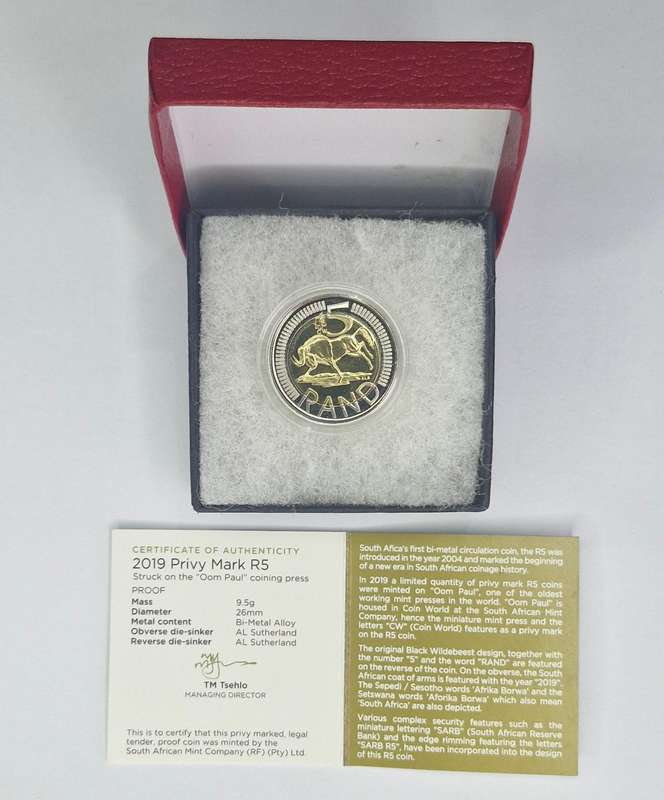 5
RAND
CERTIFICATE OF AUTHENTICITY
2019 Privy Mark R5
Struck on the "Oom Paul" coining press
PROOF
Mass 9.5g
Diameter 26mm
Metal content Bi-Metal Alloy
Obverse die-sinker AL Sutherland
Reverse die-sinker AL Sutherland
TM Tsehlo
MANAGING DIRECTOR
This is to certify that this privy marked, legal
tender, proof coin was minted by the
South African Mint Company (RF) (Pty) Ltd.
South Afica's first bi-metal circulation coin, the R5 was
introduced in the year 2004 and marked the beginning
of a new era in South African coinage history.
In 2019 a limited quantity of privy mark R5 coins
were minted on "Oom Paul", one of the oldest
working mint presses in the world. "Oom Paul" is
housed in Coin World at the South African Mint
Company, hence the miniature mint press and the
letters "CW" (Coin World) features as a privy mark
on the R5 coin.
The original Black Wildebeest design, together with
the number "5" and the word "RAND" are featured
on the reverse of the coin. On the obverse, the South
African coat of arms is featured with the year "2019".
The Sepedi / Sesotho words 'Afrika Borwa' and the
Setswana words 'Aforika Borwa' which also mean
'South Africa' are also depicted.
Various complex security features such as the
miniature lettering "SARB" (South African Reserve
Bank) and the edge rimming featuring the letters
"SARB R5", have been incorporated into the design
of this R5 coin.